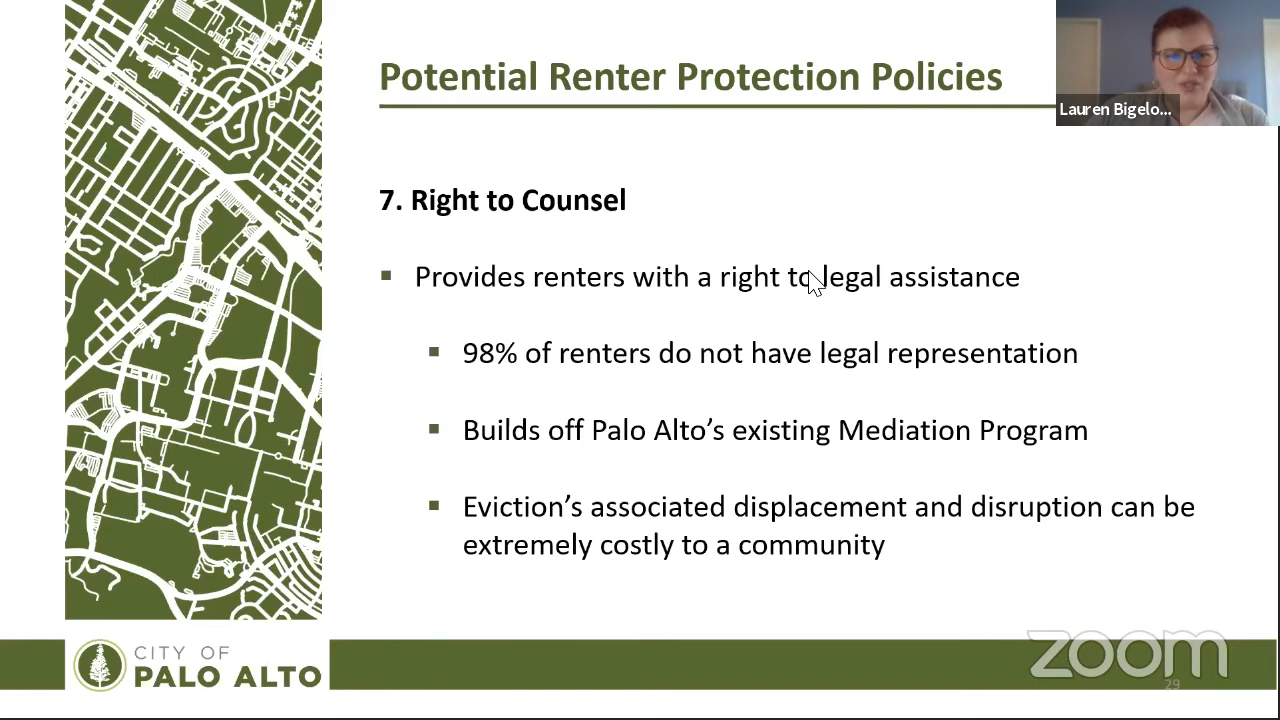 Potential Renter Protection Policies
Lauren Bigelo...
7. Right to Counsel
▪ Provides renters with a right to legal assistance
▪ 98% of renters do not have legal representation
▪ Builds off Palo Alto's existing Mediation Program
▪ Eviction's associated displacement and disruption can be
extremely costly to a community
CITY OF
PALO ALTO
zoom
29